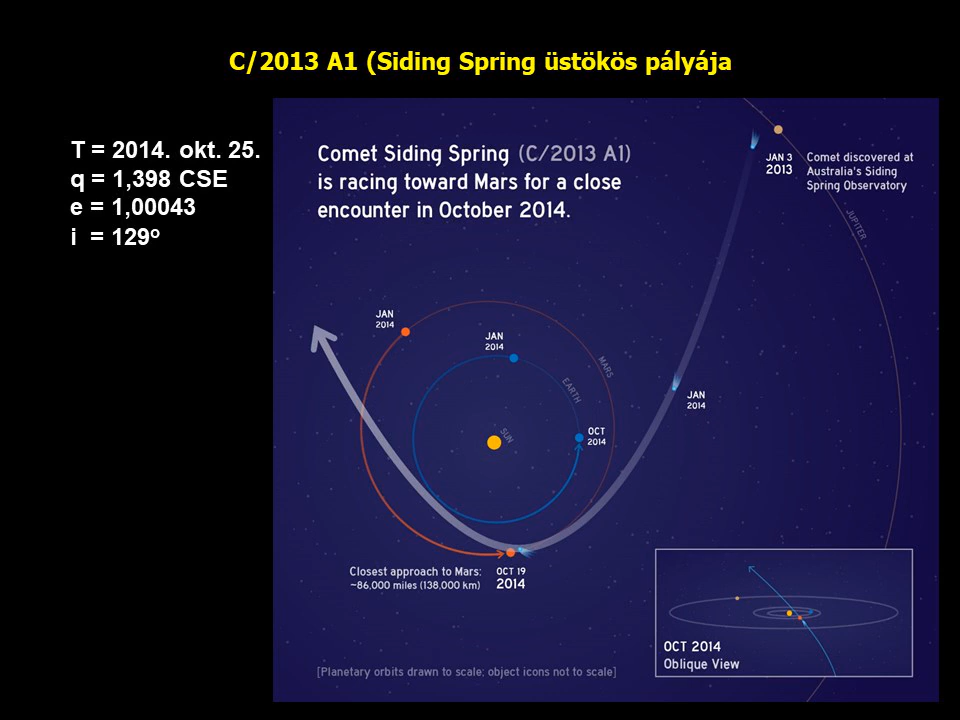 C/2013 A1 (Siding Spring üstökös pályája
T = 2014. okt. 25.
q = 1,398 CSE
e = 1,00043
i = 129º
Comet Siding Spring (C/2013 A1)
is racing toward Mars for a close
encounter in October 2014.
JAN 3
2013
Comet discovered at
Australia's Siding
Spring Observatory
JUPITER
JAN
2014
JAN
2014
MARS
EARTH
JAN
2014
SUN
OCT
2014
Closest approach to Mars:
~86,000 miles (138,000 km)
OCT 19
2014
OCT 2014
Oblique View
[Planetary orbits drawn to scale; object icons not to scale]